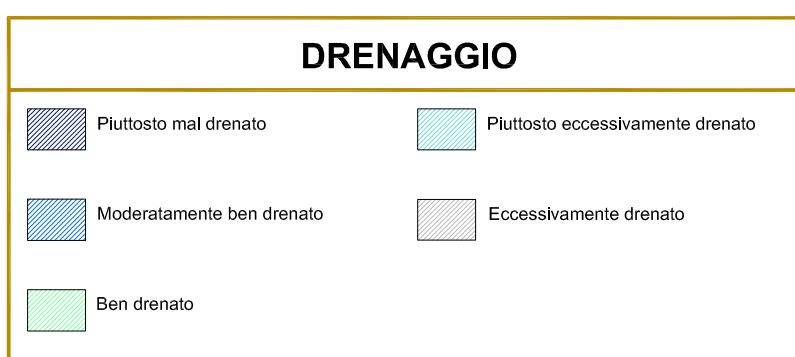 DRENAGGIO
Piuttosto mal drenato
Moderatamente ben drenato
Ben drenato
Piuttosto eccessivamente drenato
Eccessivamente drenato